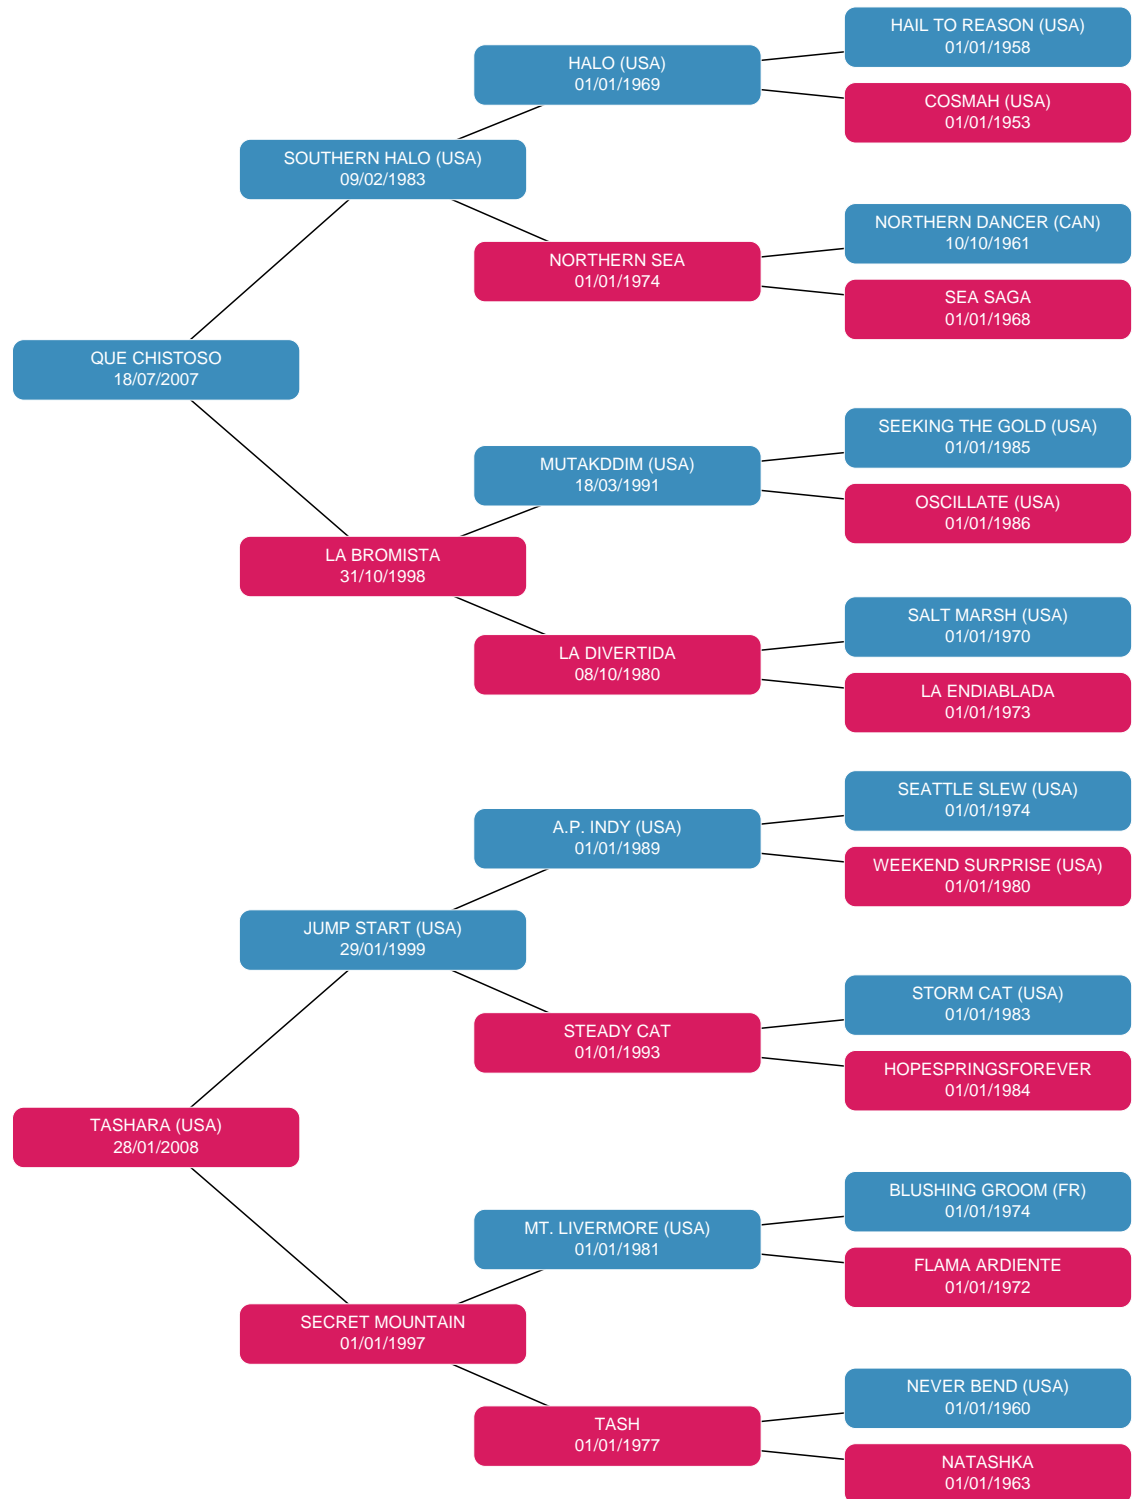 HAIL TO REASON (USA)
01/01/1958
HALO (USA)
01/01/1969
COSMAH (USA)
01/01/1953
SOUTHERN HALO (USA)
09/02/1983
NORTHERN DANCER (CAN)
10/10/1961
NORTHERN SEA
01/01/1974
SEA SAGA
01/01/1968
QUE CHISTOSO
18/07/2007
SEEKING THE GOLD (USA)
01/01/1985
MUTAKDDIM (USA)
18/03/1991
OSCILLATE (USA)
01/01/1986
LA BROMISTA
31/10/1998
SALT MARSH (USA)
01/01/1970
LA DIVERTIDA
08/10/1980
LA ENDIABLADA
01/01/1973
SEATTLE SLEW (USA)
01/01/1974
A.P. INDY (USA)
01/01/1989
WEEKEND SURPRISE (USA)
01/01/1980
JUMP START (USA)
29/01/1999
STORM CAT (USA)
01/01/1983
STEADY CAT
01/01/1993
HOPESPRINGSFOREVER
01/01/1984
TASHARA (USA)
28/01/2008
BLUSHING GROOM (FR)
01/01/1974
MT. LIVERMORE (USA)
01/01/1981
FLAMA ARDIENTE
01/01/1972
SECRET MOUNTAIN
01/01/1997
NEVER BEND (USA)
01/01/1960
TASH
01/01/1977
NATASHKA
01/01/1963